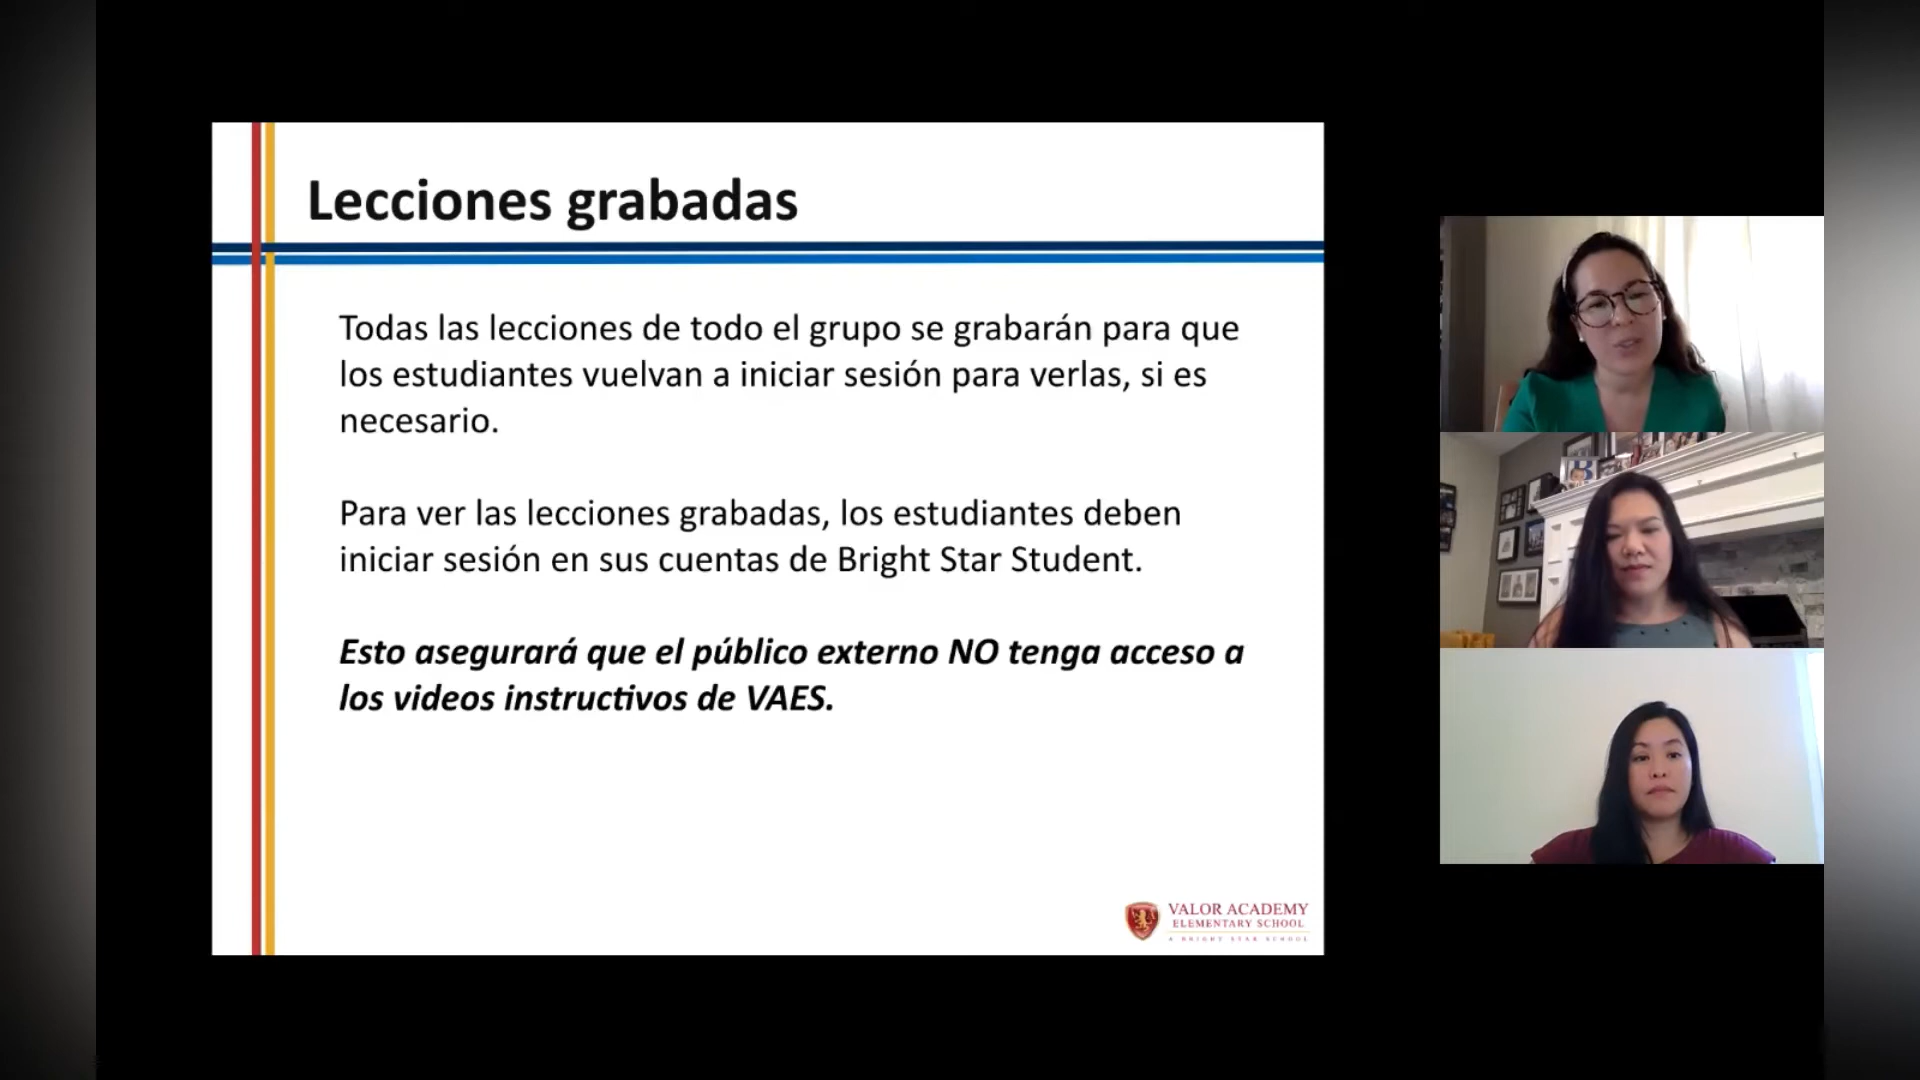 Lecciones grabadas
Todas las lecciones de todo el grupo se grabarán para que
los estudiantes vuelvan a iniciar sesión para verlas, si es
necesario.
Para ver las lecciones grabadas, los estudiantes deben
iniciar sesión en sus cuentas de Bright Star Student.
Esto asegurará que el público externo NO tenga acceso a
los videos instructivos de VAES.
VALOR ACADEMY
ELEMENTARY SCHOOL
A BRIGHT STAR SCHOOL